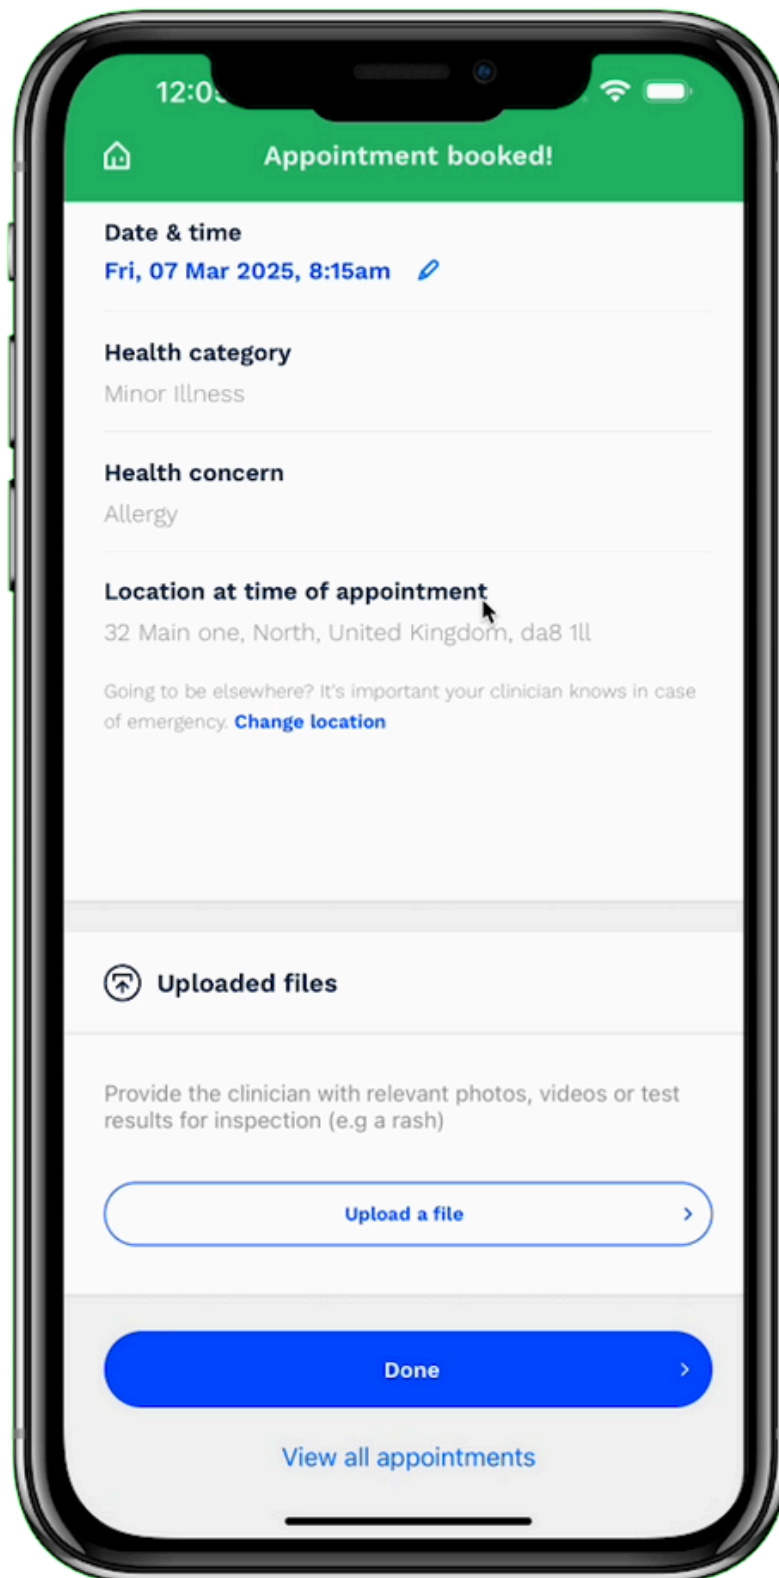 12:05
Appointment booked!
Date & time
Fri, 07 Mar 2025, 8:15am
Health category
Minor Illness
Health concern
Allergy
Location at time of appointment
32 Main one, North, United Kingdom, da8 1ll
Going to be elsewhere? It's important your clinician knows in case
of emergency. Change location
Uploaded files
Provide the clinician with relevant photos, videos or test
results for inspection (e.g a rash)
Upload a file
Done
View all appointments